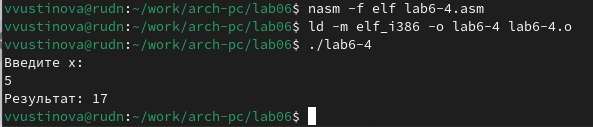 vvustinova@rudn:~/work/arch-pc/lab06$ nasm -f elf lab6-4.asm
vvustinova@rudn:~/work/arch-pc/lab06$ ld -m elf_i386 -o lab6-4 lab6-4.o
vvustinova@rudn:~/work/arch-pc/lab06$ ./lab6-4
Введите x:
5
Результат: 17
vvustinova@rudn:~/work/arch-pc/lab06$